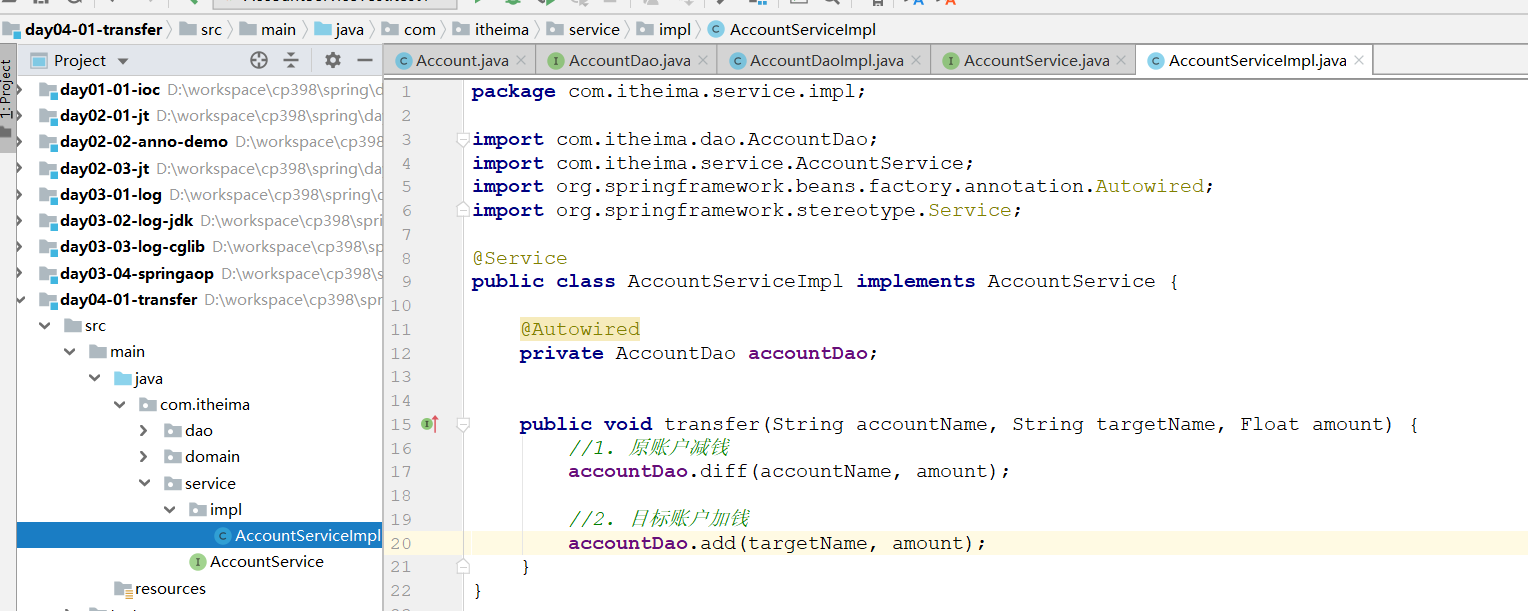 day04-01-transfer src main java com itheima service impl AccountServiceImpl
1: Project
Project
Account.java AccountDao.java AccountDaoImpl.java AccountService.java AccountServiceImpl.java
day01-01-ioc D:\workspace\cp398\spring\d
day02-01-jt D:\workspace\cp398\spring\da
day02-02-anno-demo D:\workspace\cp398
day02-03-jt D:\workspace\cp398\spring\da
day03-01-log D:\workspace\cp398\spring\
day03-02-log-jdk D:\workspace\cp398\spri
day03-03-log-cglib D:\workspace\cp398\sp
day03-04-springaop D:\workspace\cp398\s
day04-01-transfer D:\workspace\cp398\spr
src
main
java
com.itheima
dao
domain
service
impl
AccountServiceImpl
AccountService
resources
1 package com.itheima.service.impl;
2
3 import com.itheima.dao.AccountDao;
4 import com.itheima.service.AccountService;
5 import org.springframework.beans.factory.annotation.Autowired;
6 import org.springframework.stereotype.Service;
7
8 @Service
9 public class AccountServiceImpl implements AccountService {
10
11 @Autowired
12 private AccountDao accountDao;
13
14
15 public void transfer(String accountName, String targetName, Float amount) {
16 //1. 原账户减钱
17 accountDao.diff(accountName, amount);
18
19 //2. 目标账户加钱
20 accountDao.add(targetName, amount);
21 }
22 }